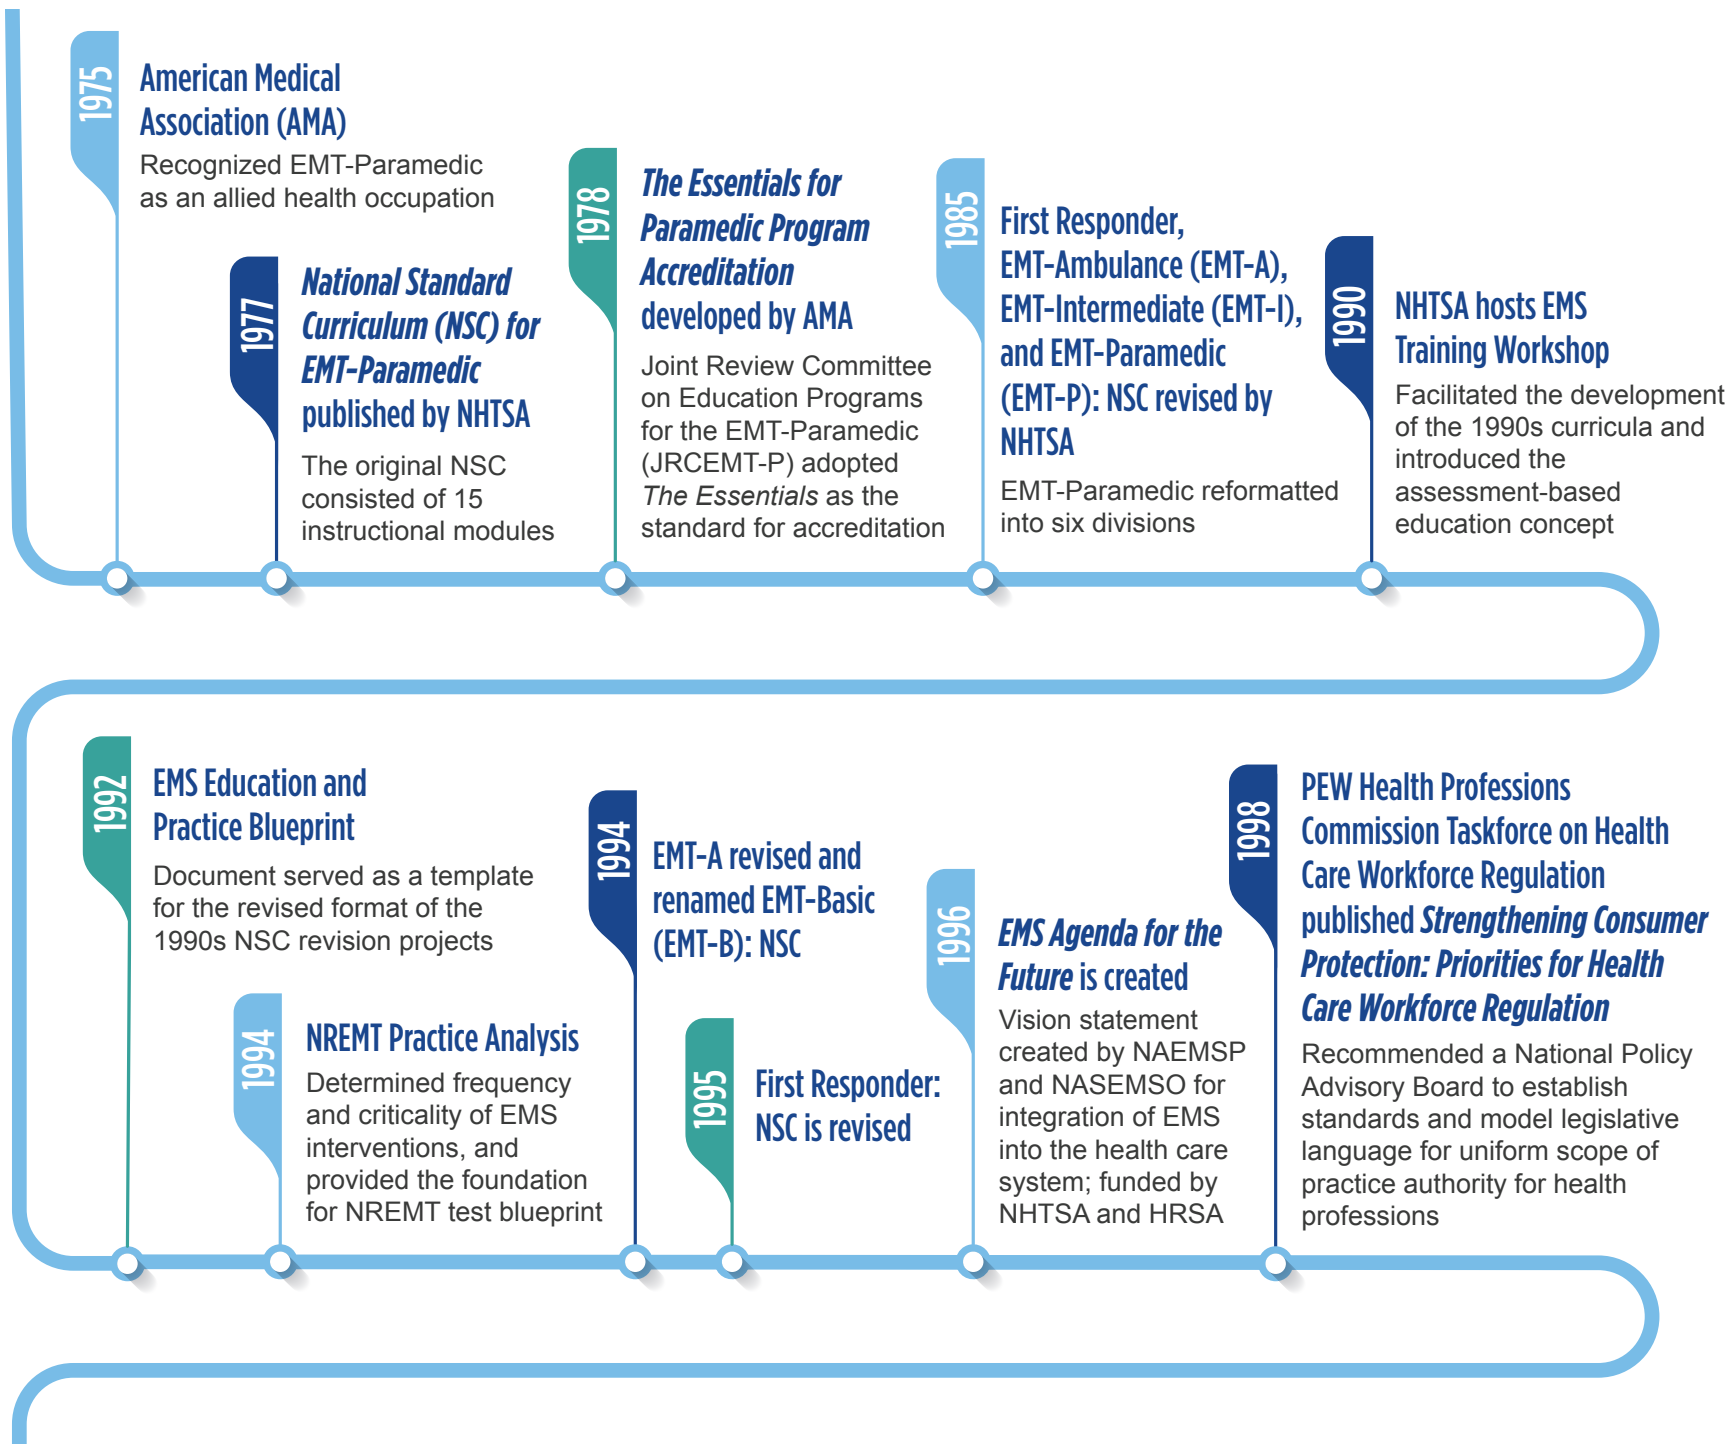 1975
American Medical
Association (AMA)
Recognized EMT-Paramedic
as an allied health occupation
1977
National Standard
Curriculum (NSC) for
EMT-Paramedic
published by NHTSA
The original NSC
consisted of 15
instructional modules
1978
The Essentials for
Paramedic Program
Accreditation
developed by AMA
Joint Review Committee
on Education Programs
for the EMT-Paramedic
(JRCEMT-P) adopted
The Essentials as the
standard for accreditation
1985
First Responder,
EMT-Ambulance (EMT-A),
EMT-Intermediate (EMT-I),
and EMT-Paramedic
(EMT-P): NSC revised by
NHTSA
EMT-Paramedic reformatted
into six divisions
1990
NHTSA hosts EMS
Training Workshop
Facilitated the development
of the 1990s curricula and
introduced the
assessment-based
education concept
1992
EMS Education and
Practice Blueprint
Document served as a template
for the revised format of the
1990s NSC revision projects
1994
NREMT Practice Analysis
Determined frequency
and criticality of EMS
interventions, and
provided the foundation
for NREMT test blueprint
1994
EMT-A revised and
renamed EMT-Basic
(EMT-B): NSC
1995
First Responder:
NSC is revised
1996
EMS Agenda for the
Future is created
Vision statement
created by NAEMSP
and NASEMSO for
integration of EMS
into the health care
system; funded by
NHTSA and HRSA
1998
PEW Health Professions
Commission Taskforce on Health
Care Workforce Regulation
published Strengthening Consumer
Protection: Priorities for Health
Care Workforce Regulation
Recommended a National Policy
Advisory Board to establish
standards and model legislative
language for uniform scope of
practice authority for health
professions